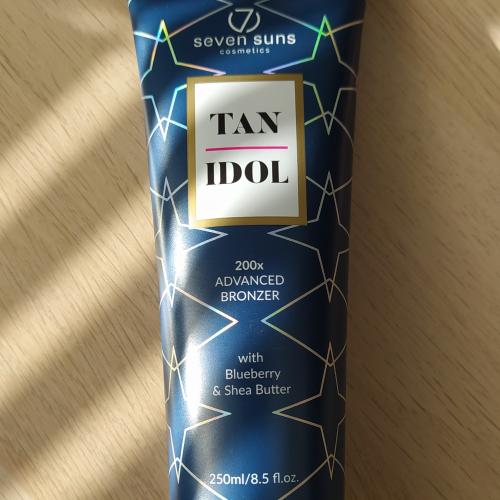 seven suns
cosmetics
TAN
IDOL
200x
ADVANCED
BRONZER
with
Blueberry
& Shea Butter
250ml/8.5 fl.oz.